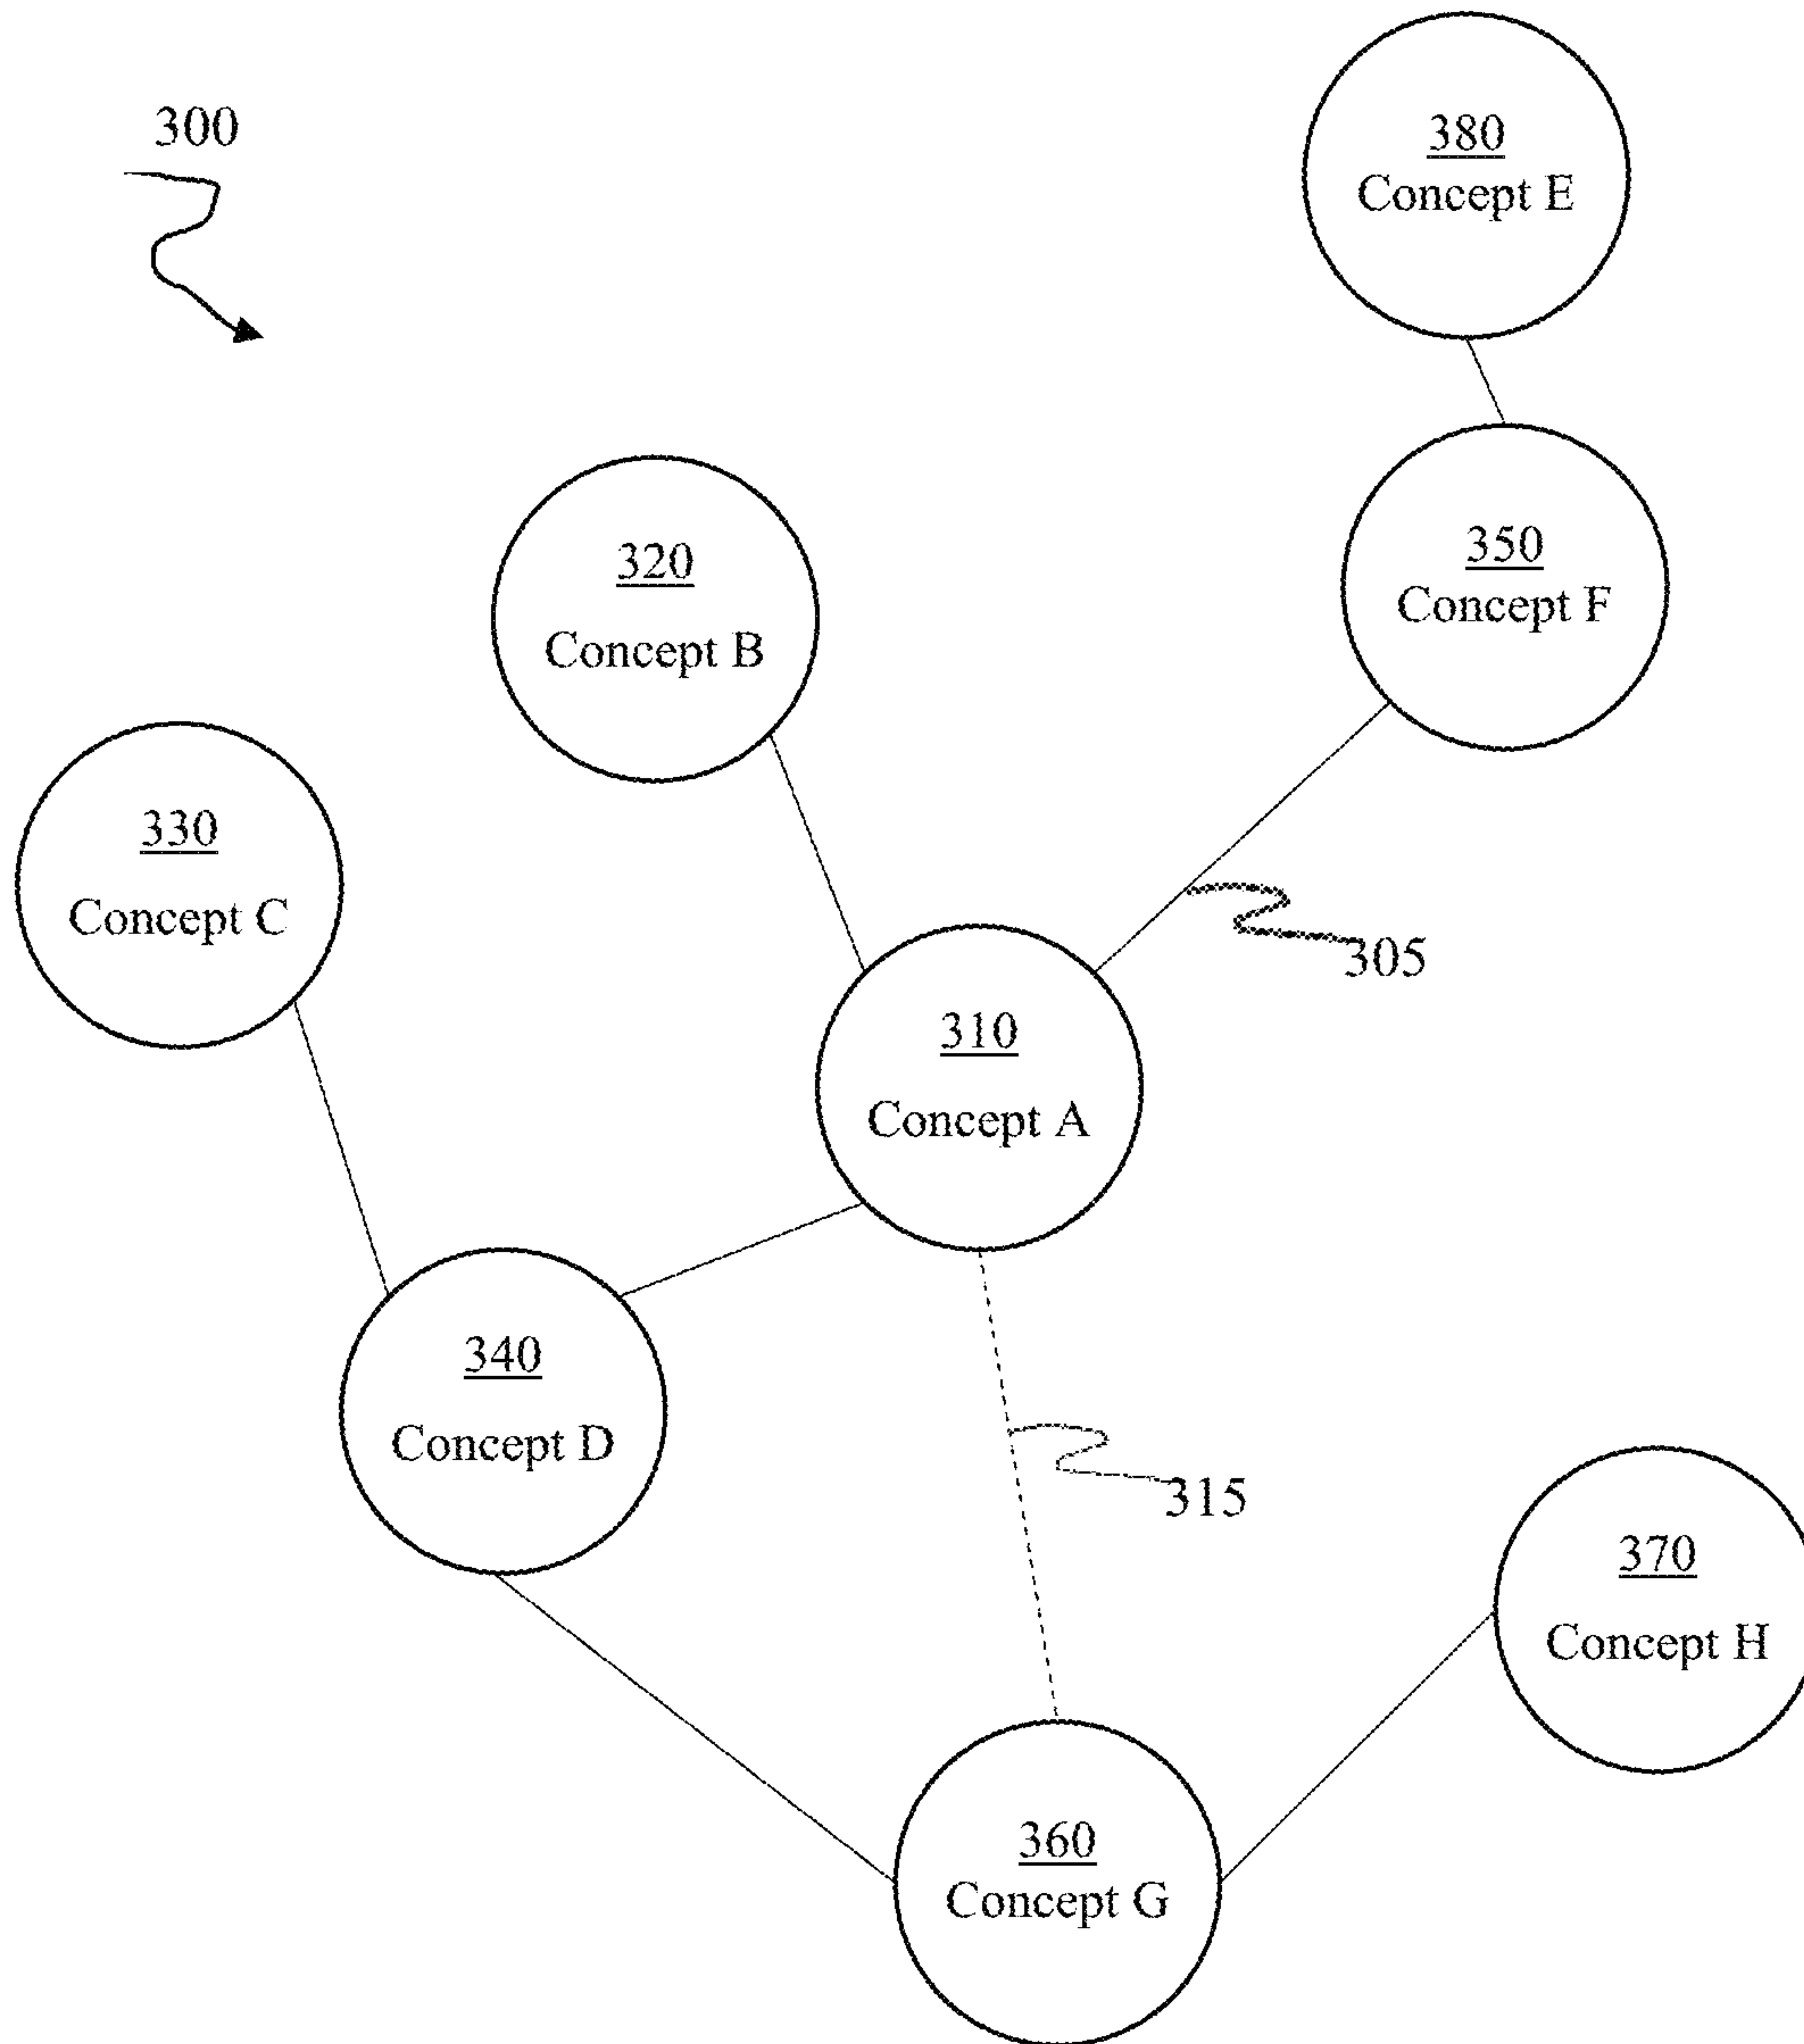 300
380
Concept E
320
Concept B
350
Concept F
330
Concept C
305
310
Concept A
340
Concept D
315
370
Concept H
360
Concept G